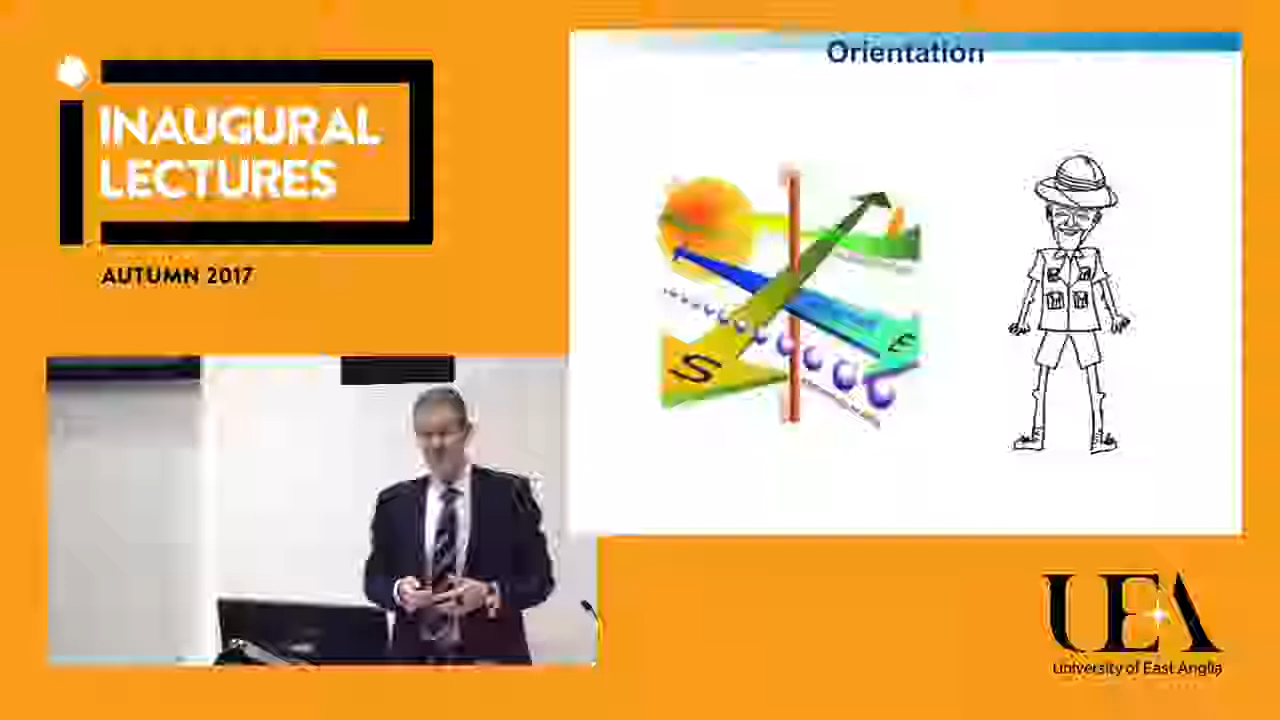 INAUGURAL
LECTURES
AUTUMN 2017
Orientation
S
E
UEA
University of East Anglia